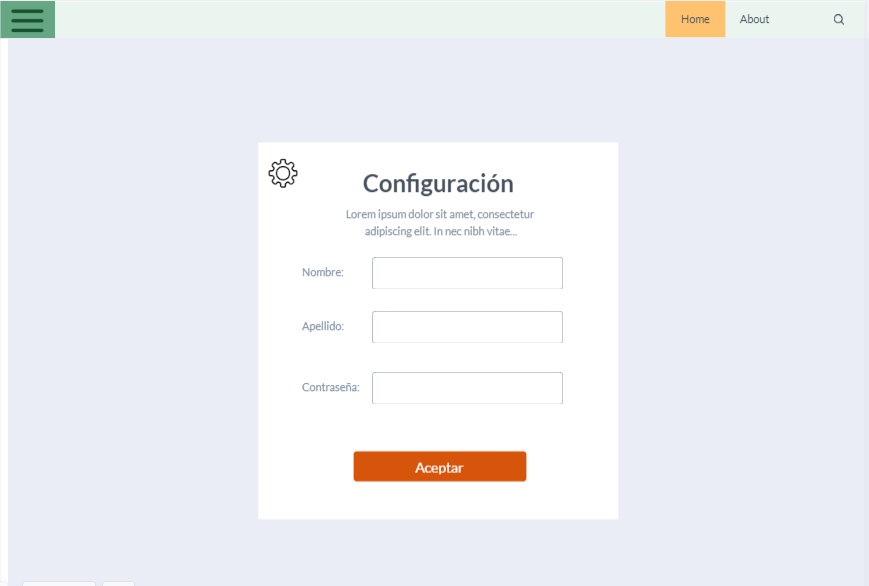 Home About
Configuración
Lorem ipsum dolor sit amet, consectetur
adipiscing elit. In nec nibh vitae...
Nombre:
Apellido:
Contraseña:
Aceptar